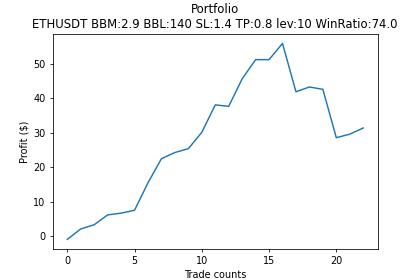 Portfolio
ETHUSDT BBM:2.9 BBL:140 SL:1.4 TP:0.8 lev:10 WinRatio:74.0
50
40
30
20
10
0
Profit ($)
0 5 10 15 20
Trade counts